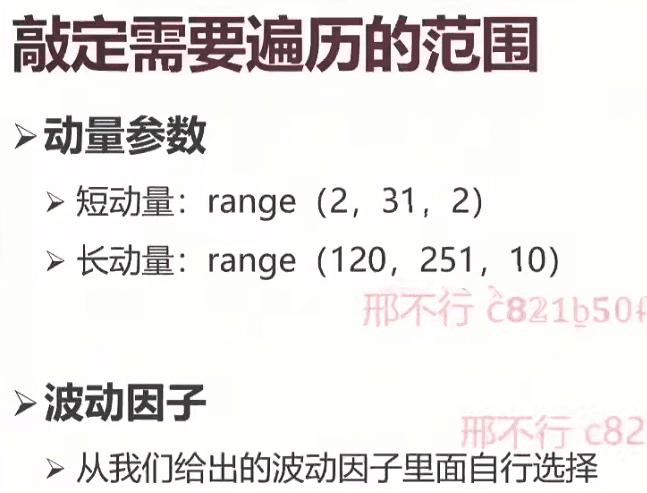 敲定需要遍历的范围
➢动量参数
➢ 短动量：range（2，31，2）
➢ 长动量：range（120，251，10）
邢不行 c821b50f
➢波动因子
邢不行 c82
➢ 从我们给出的波动因子里面自行选择